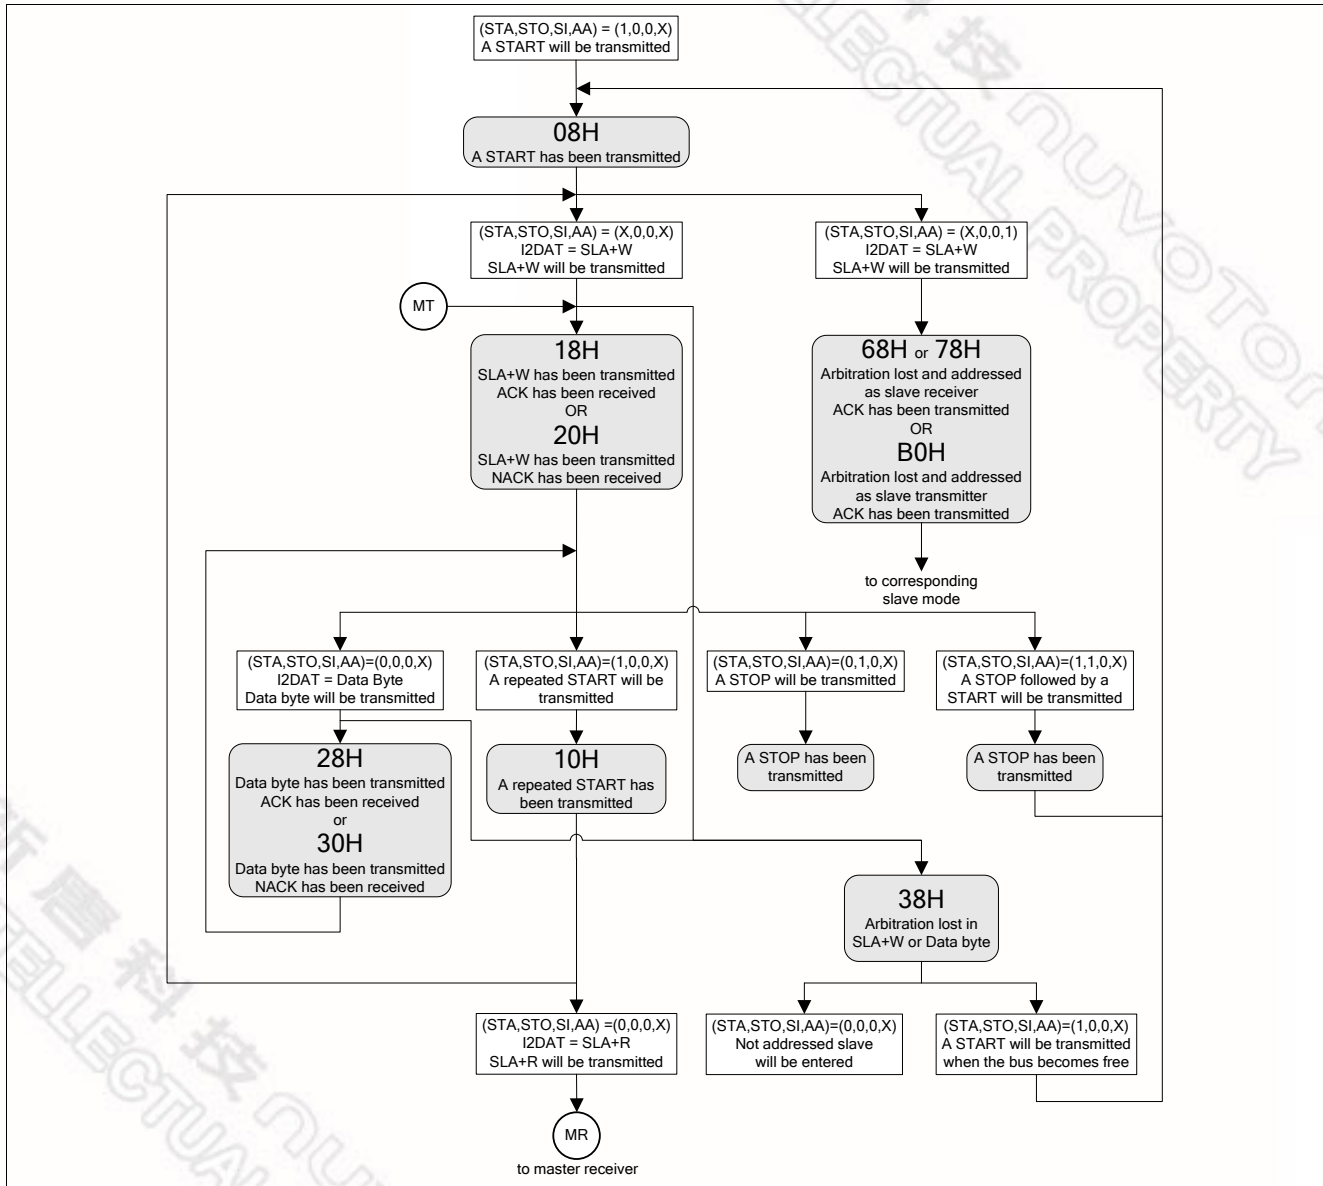 (STA,STO,SI,AA) = (1,0,0,X)
A START will be transmitted
08H
A START has been transmitted
(STA,STO,SI,AA) = (X,0,0,X)
I2DAT = SLA+W
SLA+W will be transmitted
(STA,STO,SI,AA) = (X,0,0,1)
I2DAT = SLA+W
SLA+W will be transmitted
MT
18H
SLA+W has been transmitted
ACK has been received
OR
20H
SLA+W has been transmitted
NACK has been received
68H or 78H
Arbitration lost and addressed
as slave receiver
ACK has been transmitted
OR
B0H
Arbitration lost and addressed
as slave transmitter
ACK has been transmitted
to corresponding
slave mode
(STA,STO,SI,AA)=(0,0,0,X)
I2DAT = Data Byte
Data byte will be transmitted
(STA,STO,SI,AA)=(1,0,0,X)
A repeated START will be
transmitted
(STA,STO,SI,AA)=(0,1,0,X)
A STOP will be transmitted
(STA,STO,SI,AA)=(1,1,0,X)
A STOP followed by a
START will be transmitted
28H
Data byte has been transmitted
ACK has been received
or
30H
Data byte has been transmitted
NACK has been received
10H
A repeated START has
been transmitted
A STOP has been
transmitted
A STOP has been
transmitted
38H
Arbitration lost in
SLA+W or Data byte
(STA,STO,SI,AA) =(0,0,0,X)
I2DAT = SLA+R
SLA+R will be transmitted
(STA,STO,SI,AA)=(0,0,0,X)
Not addressed slave
will be entered
(STA,STO,SI,AA)=(1,0,0,X)
A START will be transmitted
when the bus becomes free
MR
to master receiver
科技 nuvoTon
ELLECTUAL PROPERTY
新唐科技 nu
TELLECTUAL